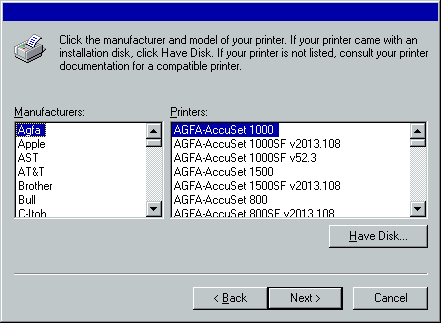 Click the manufacturer and model of your printer. If your printer came with an
installation disk, click Have Disk. If your printer is not listed, consult your printer
documentation for a compatible printer.
Manufacturers:
Agfa
Apple
AST
AT&T
Brother
Bull
C-Itoh
Printers:
AGFA-AccuSet 1000
AGFA-AccuSet 1000SF v2013.108
AGFA-AccuSet 1000SF v52.3
AGFA-AccuSet 1500
AGFA-AccuSet 1500SF v2013.108
AGFA-AccuSet 800
AGFA-AccuSet 800SF v2013.108
Have Disk...
< Back
Next >
Cancel